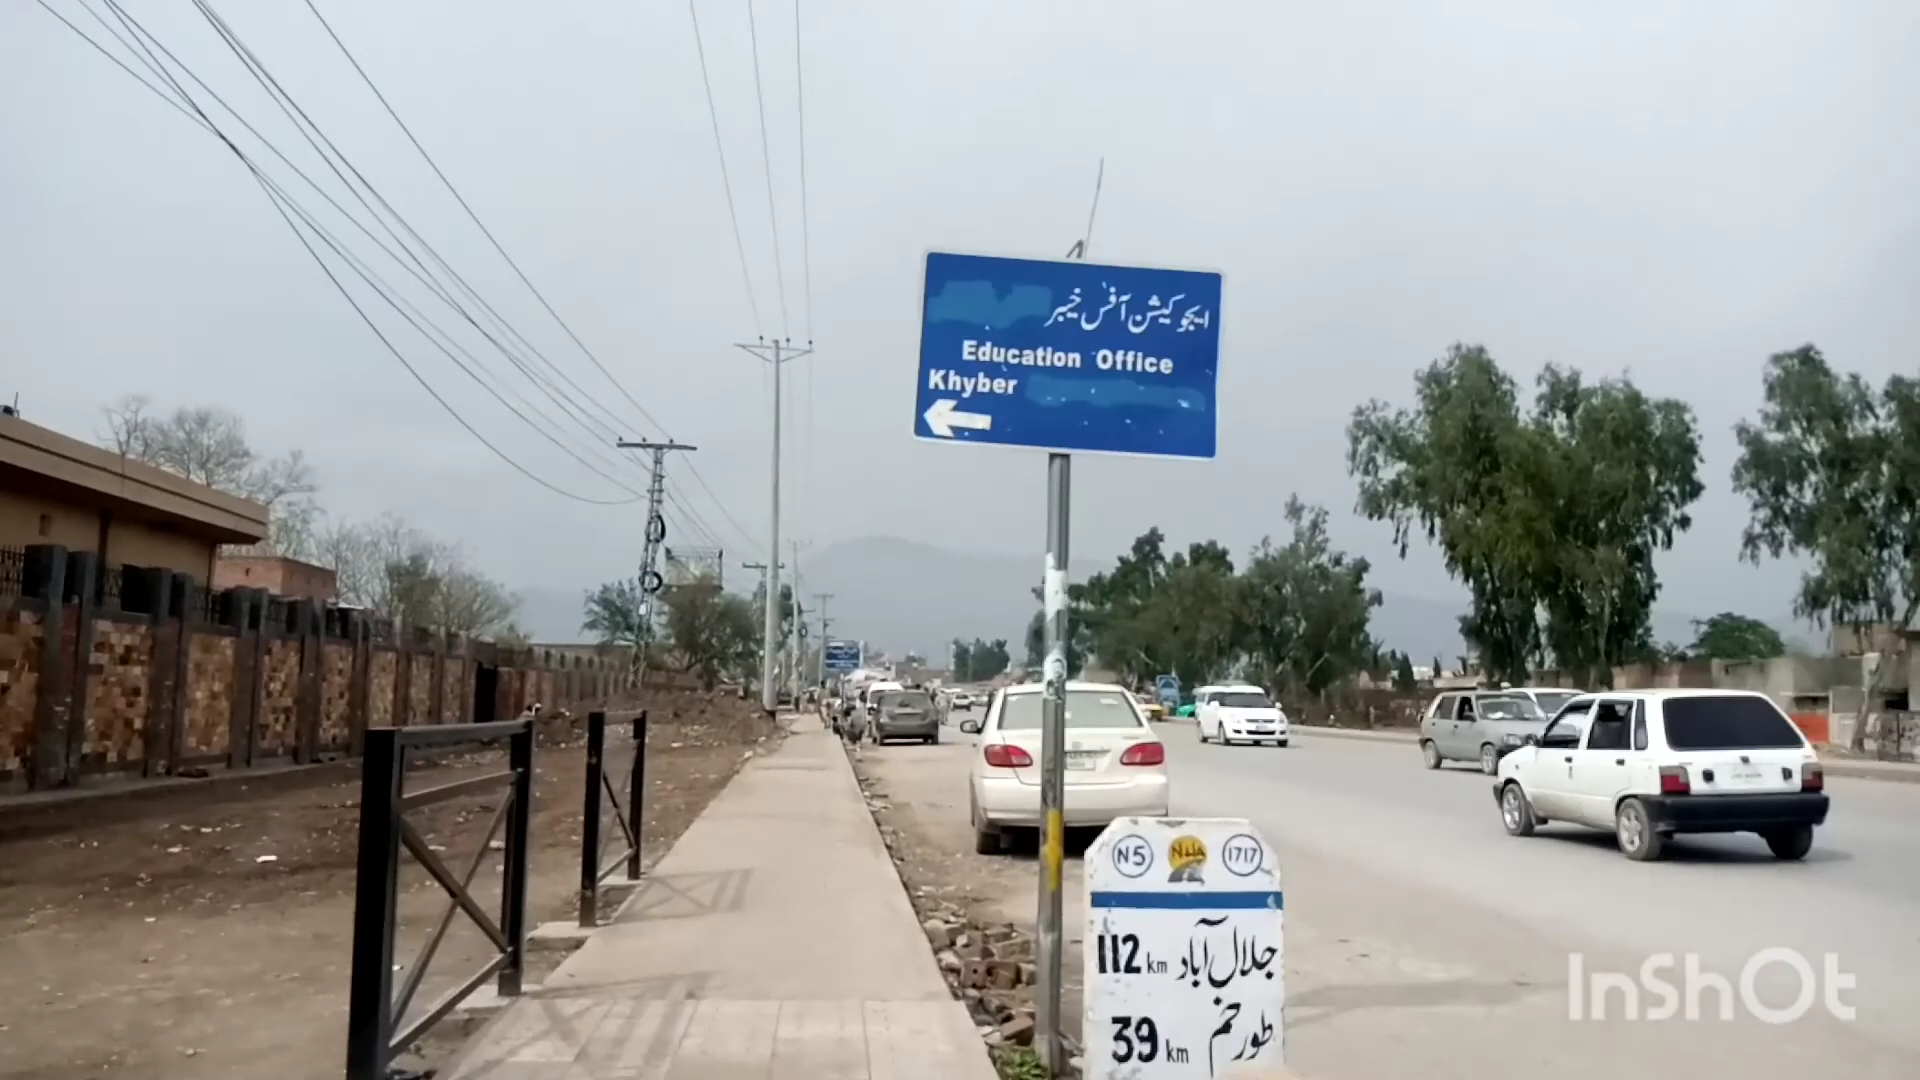 ایجوکیشن آفس خیبر
Education Office
Khyber
N5 NHA 1717
112 km جلال آباد
39 km طورخم
InShOt